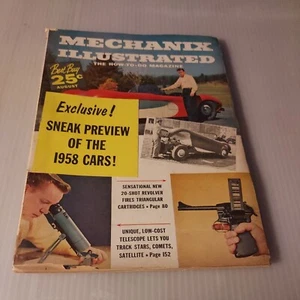 MECHANIX
ILLUSTRATED
THE HOW-TO-DO MAGAZINE
Best Buy
25¢
AUGUST
Exclusive!
SNEAK PREVIEW
OF THE
1958 CARS!
SENSATIONAL NEW
20-SHOT REVOLVER
FIRES TRIANGULAR
CARTRIDGES • Page 80
UNIQUE, LOW-COST
TELESCOPE LETS YOU
TRACK STARS, COMETS,
SATELLITE • Page 152